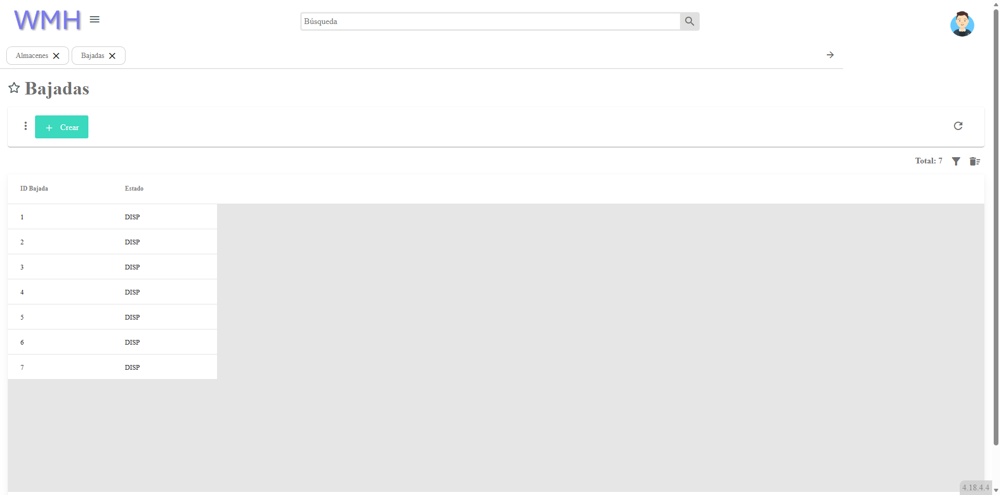 WMH
Búsqueda
Almacenes
Bajadas
Bajadas
Crear
Total: 7
ID Bajada Estado
1 DISP
2 DISP
3 DISP
4 DISP
5 DISP
6 DISP
7 DISP
4.18.4.4